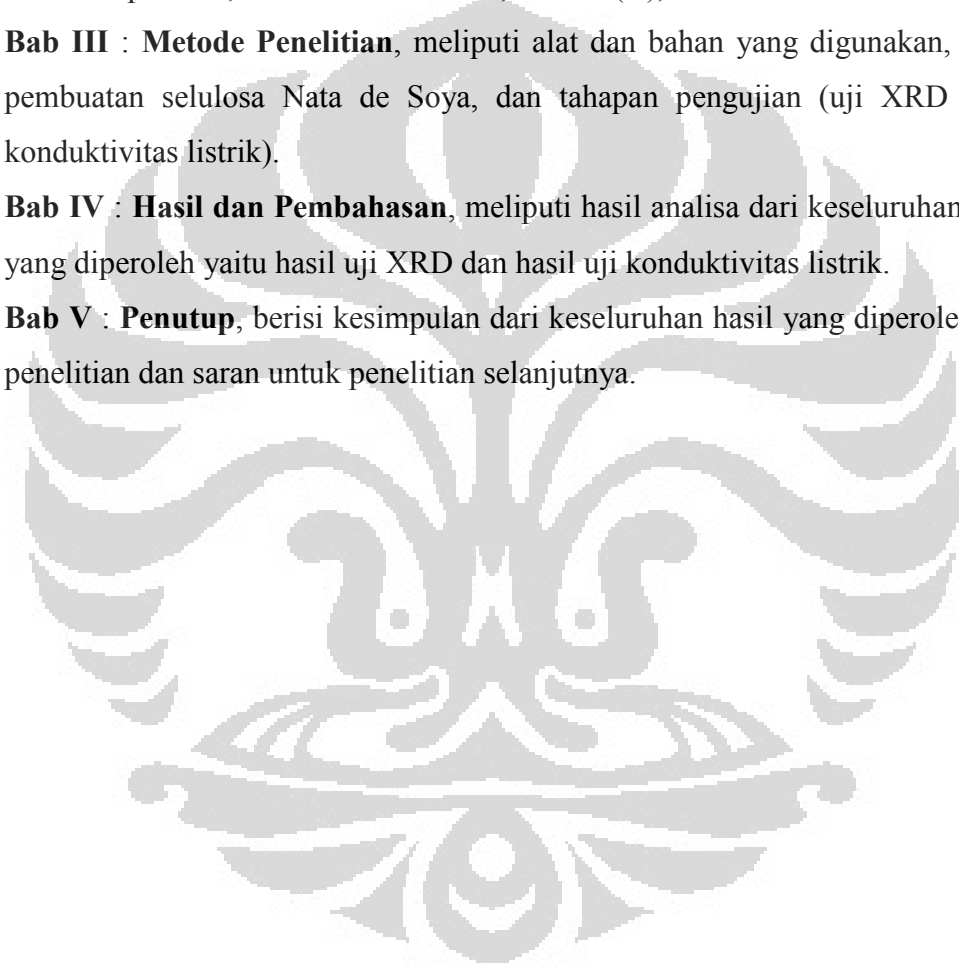 Bab III : Metode Penelitian, meliputi alat dan bahan yang digunakan,
pembuatan selulosa Nata de Soya, dan tahapan pengujian (uji XRD
konduktivitas listrik).
Bab IV : Hasil dan Pembahasan, meliputi hasil analisa dari keseluruhan
yang diperoleh yaitu hasil uji XRD dan hasil uji konduktivitas listrik.
Bab V : Penutup, berisi kesimpulan dari keseluruhan hasil yang diperole
penelitian dan saran untuk penelitian selanjutnya.